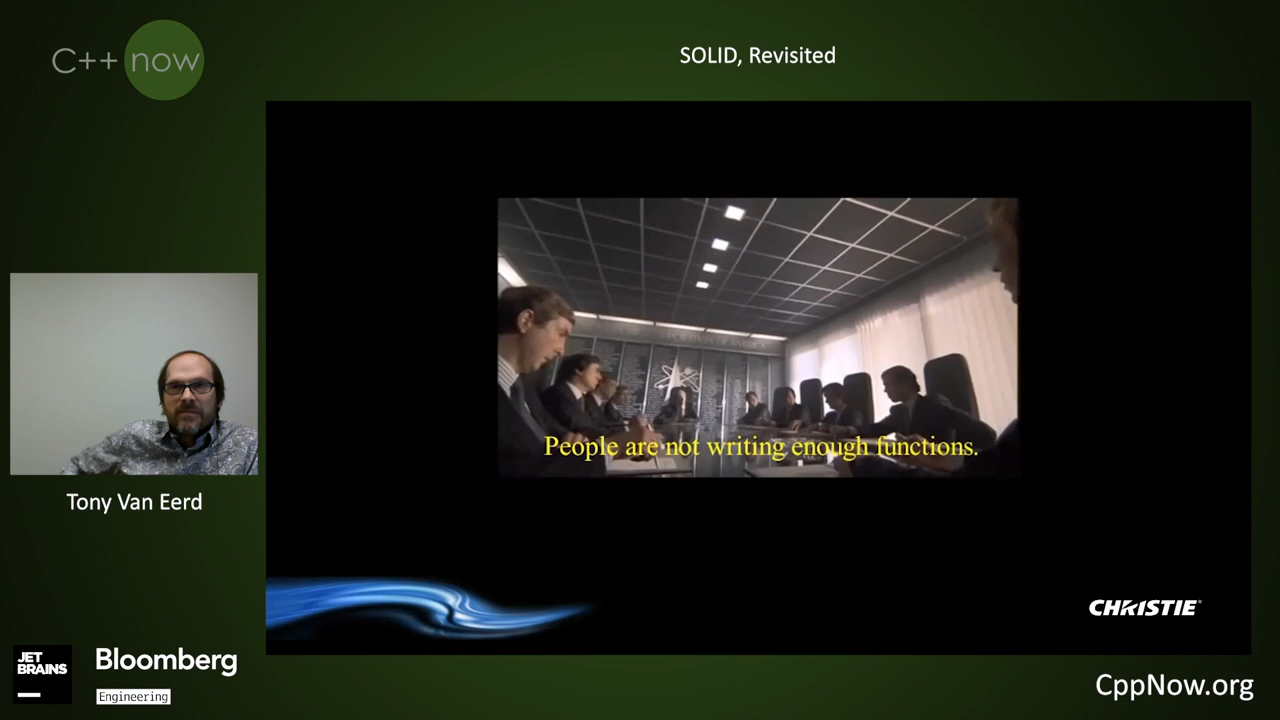 C++ now
SOLID, Revisited
People are not writing enough functions.
Tony Van Eerd
CHRISTIE
JET
BRAINS
Bloomberg
Engineering
CppNow.org